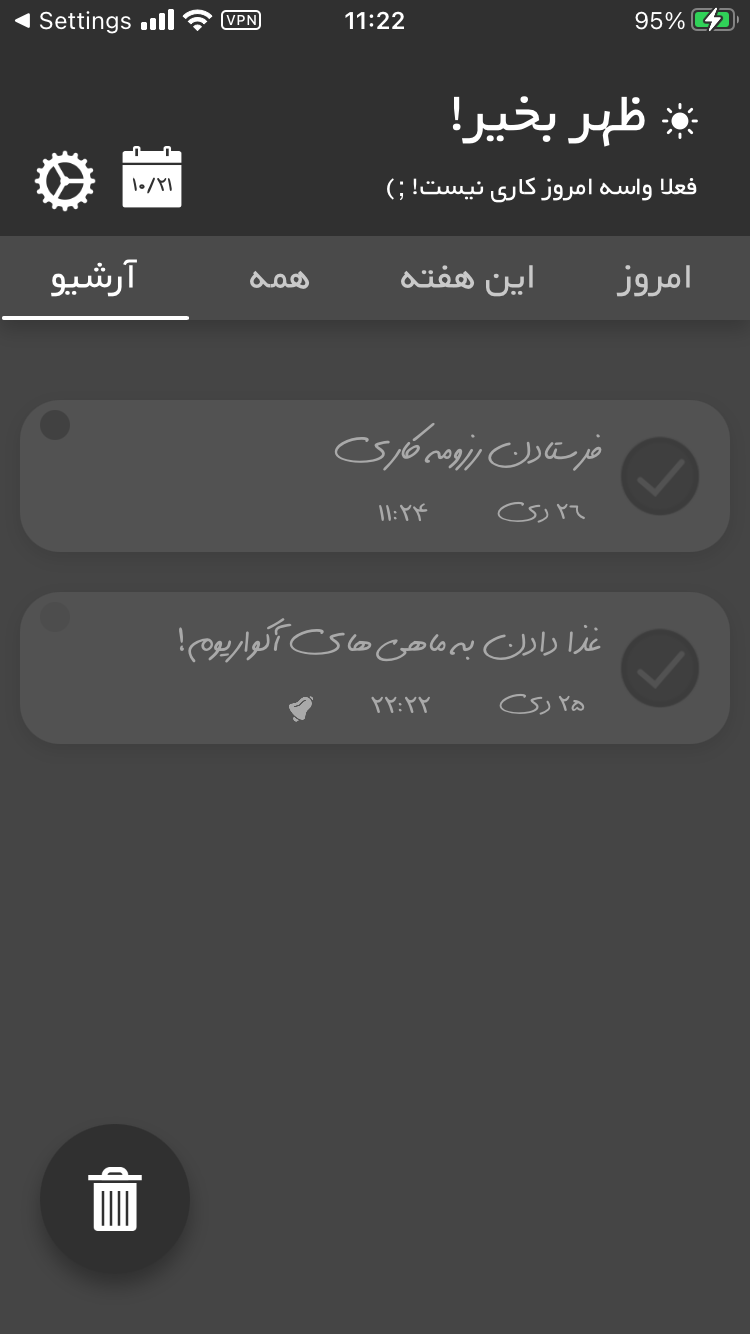 Settings VPN 11:22 95%
ظهر بخیر!
فعلا واسه امروز کاری نیست! ; )
۱۰/۲۱
امروز این هفته همه آرشیو
فرستادن رزومه کاری
۲۶ دی ۱۱:۲۴
غذا دادن به ماهی های آکواریوم!
۲۵ دی ۲۲:۲۲